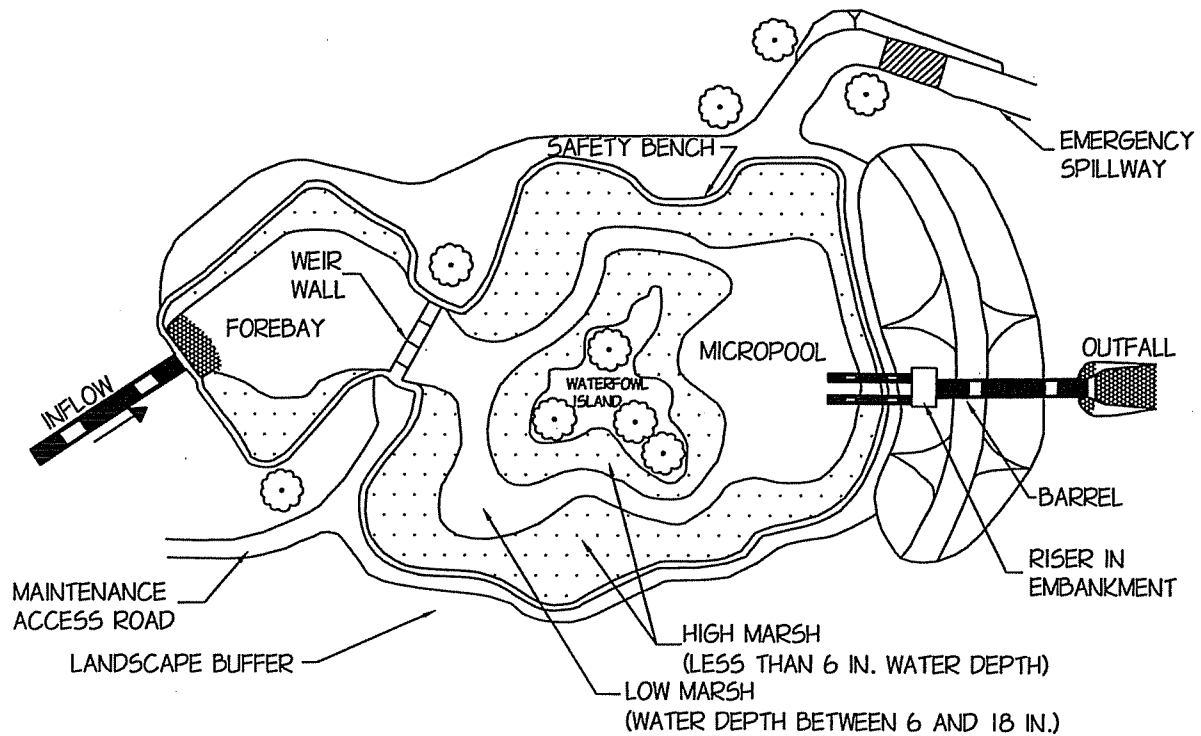 SAFETY BENCH
EMERGENCY
SPILLWAY
WEIR
WALL
FOREBAY
MICROPOOL
OUTFALL
WATERFOWL
ISLAND
INFLOW
BARREL
RISER IN
EMBANKMENT
MAINTENANCE
ACCESS ROAD
LANDSCAPE BUFFER
HIGH MARSH
(LESS THAN 6 IN. WATER DEPTH)
LOW MARSH
(WATER DEPTH BETWEEN 6 AND 18 IN.)